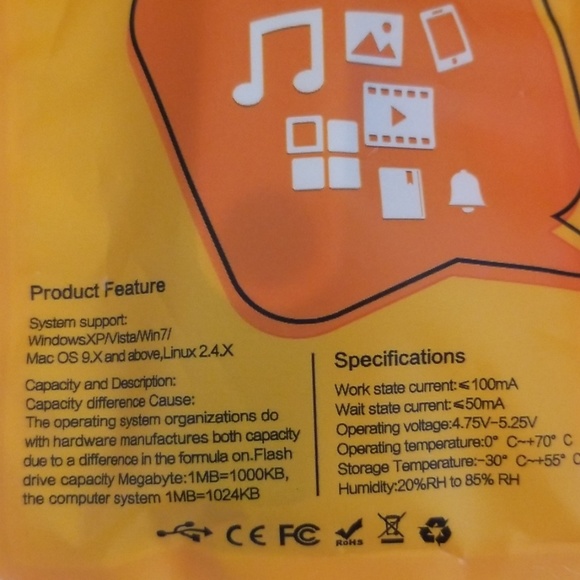 Product Feature
System support:
WindowsXP/Vista/Win7/
Mac OS 9.X and above,Linux 2.4.X
Capacity and Description:
Capacity difference Cause:
The operating system organizations do
with hardware manufactures both capacity
due to a difference in the formula on.Flash
drive capacity Megabyte:1MB=1000KB,
the computer system 1MB=1024KB
Specifications
Work state current:≤100mA
Wait state current:≤50mA
Operating voltage:4.75V-5.25V
Operating temperature:0° C~+70° C
Storage Temperature:-30° C~+55° C
Humidity:20%RH to 85% RH
CE FC RoHS